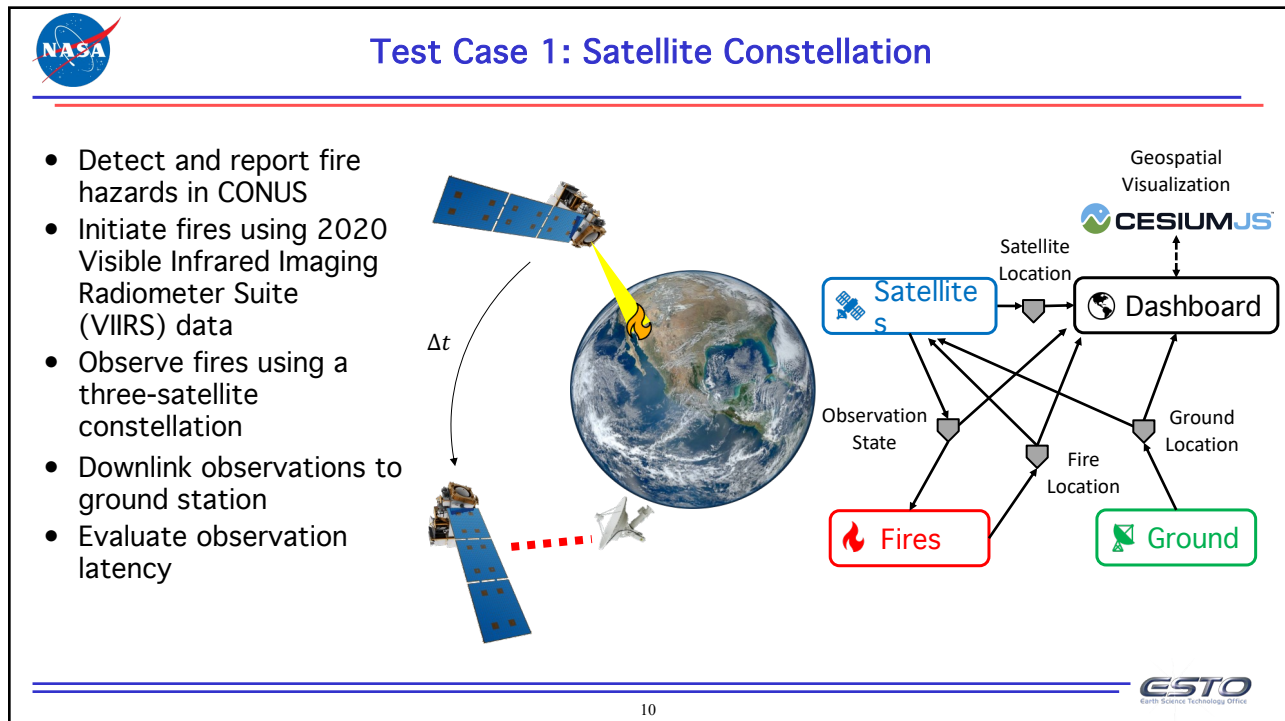 NASA
Test Case 1: Satellite Constellation
• Detect and report fire
hazards in CONUS
• Initiate fires using 2020
Visible Infrared Imaging
Radiometer Suite
(VIIRS) data
• Observe fires using a
three-satellite
constellation
• Downlink observations to
ground station
• Evaluate observation
latency
Δt
Geospatial
Visualization
CESIUMJS™
Satellite
Location
Satellite
s
Dashboard
Observation
State
Ground
Location
Fire
Location
Fires
Ground
10
ESTO
Earth Science Technology Office